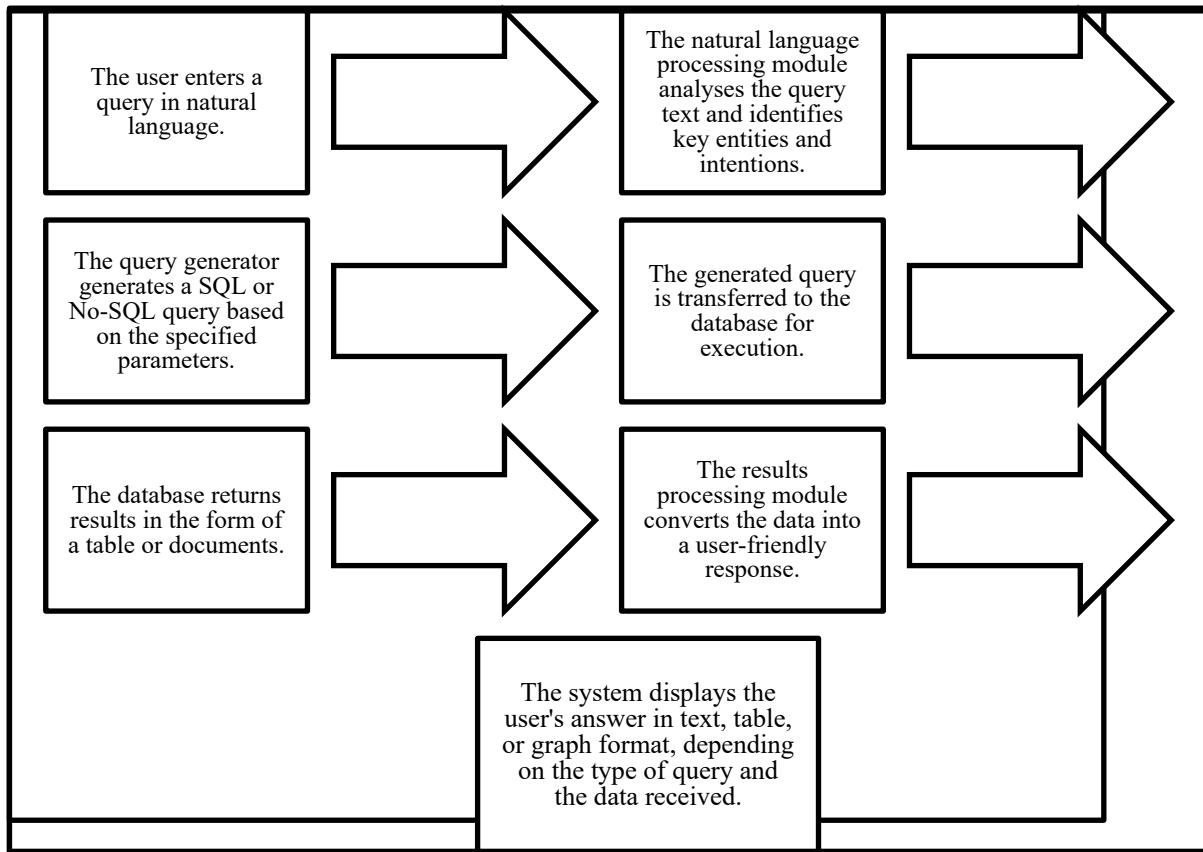 The user enters a
query in natural
language.
The natural language
processing module
analyses the query
text and identifies
key entities and
intentions.
The query generator
generates a SQL or
No-SQL query based
on the specified
parameters.
The generated query
is transferred to the
database for
execution.
The database returns
results in the form of
a table or documents.
The results
processing module
converts the data into
a user-friendly
response.
The system displays the
user's answer in text, table,
or graph format, depending
on the type of query and
the data received.